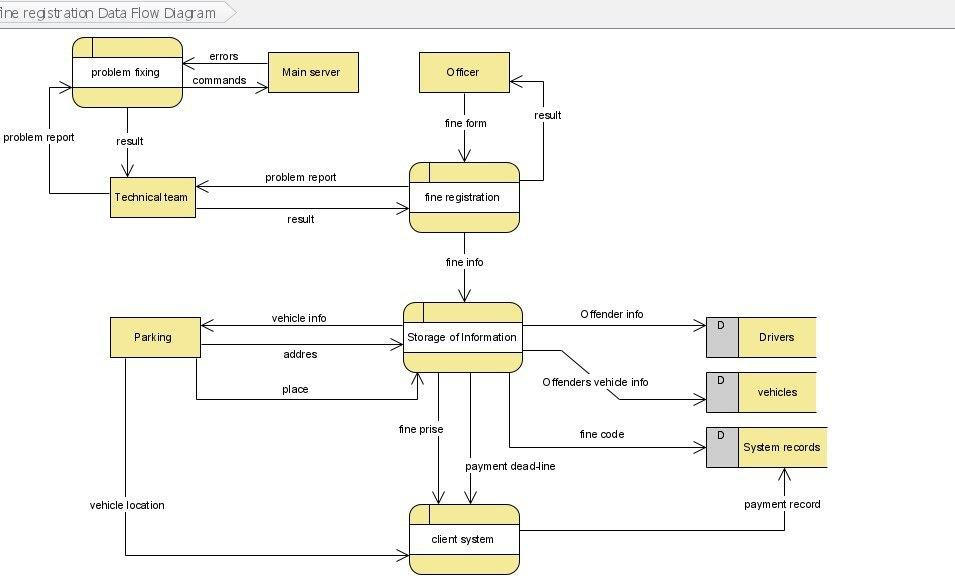 fine registration Data Flow Diagram
errors
problem fixing
Main server
Officer
commands
result
fine form
problem report
result
problem report
Technical team
fine registration
result
fine info
Offender info
vehicle info
D
Parking
Storage of Information
Drivers
addres
D
Offenders vehicle info
place
vehicles
fine prise
fine code
D
System records
payment dead-line
vehicle location
payment record
client system